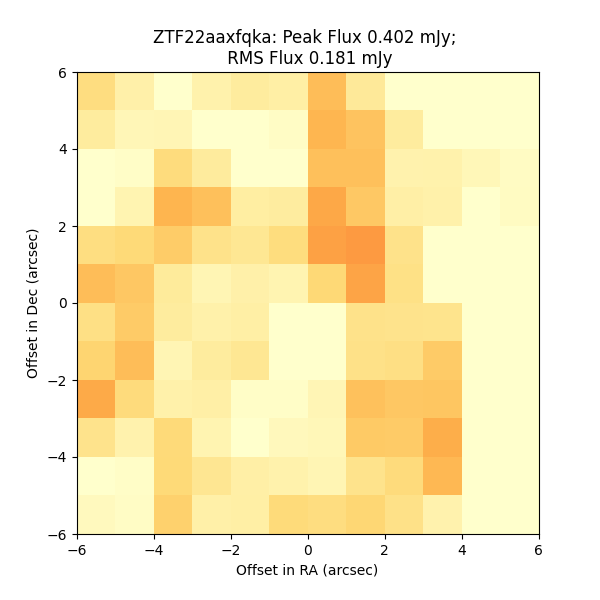 ZTF22aaxfqka: Peak Flux 0.402 mJy;
RMS Flux 0.181 mJy
6
4
2
0
−2
−4
−6
Offset in Dec (arcsec)
−6 −4 −2 0 2 4 6
Offset in RA (arcsec)